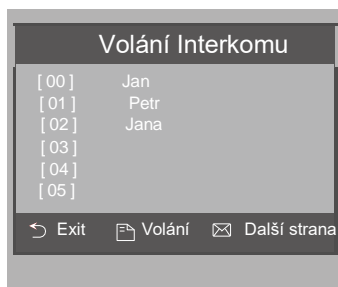 Volání Interkomu
[ 00 ] Jan
[ 01 ] Petr
[ 02 ] Jana
[ 03 ]
[ 04 ]
[ 05 ]
Exit Volání Další strana